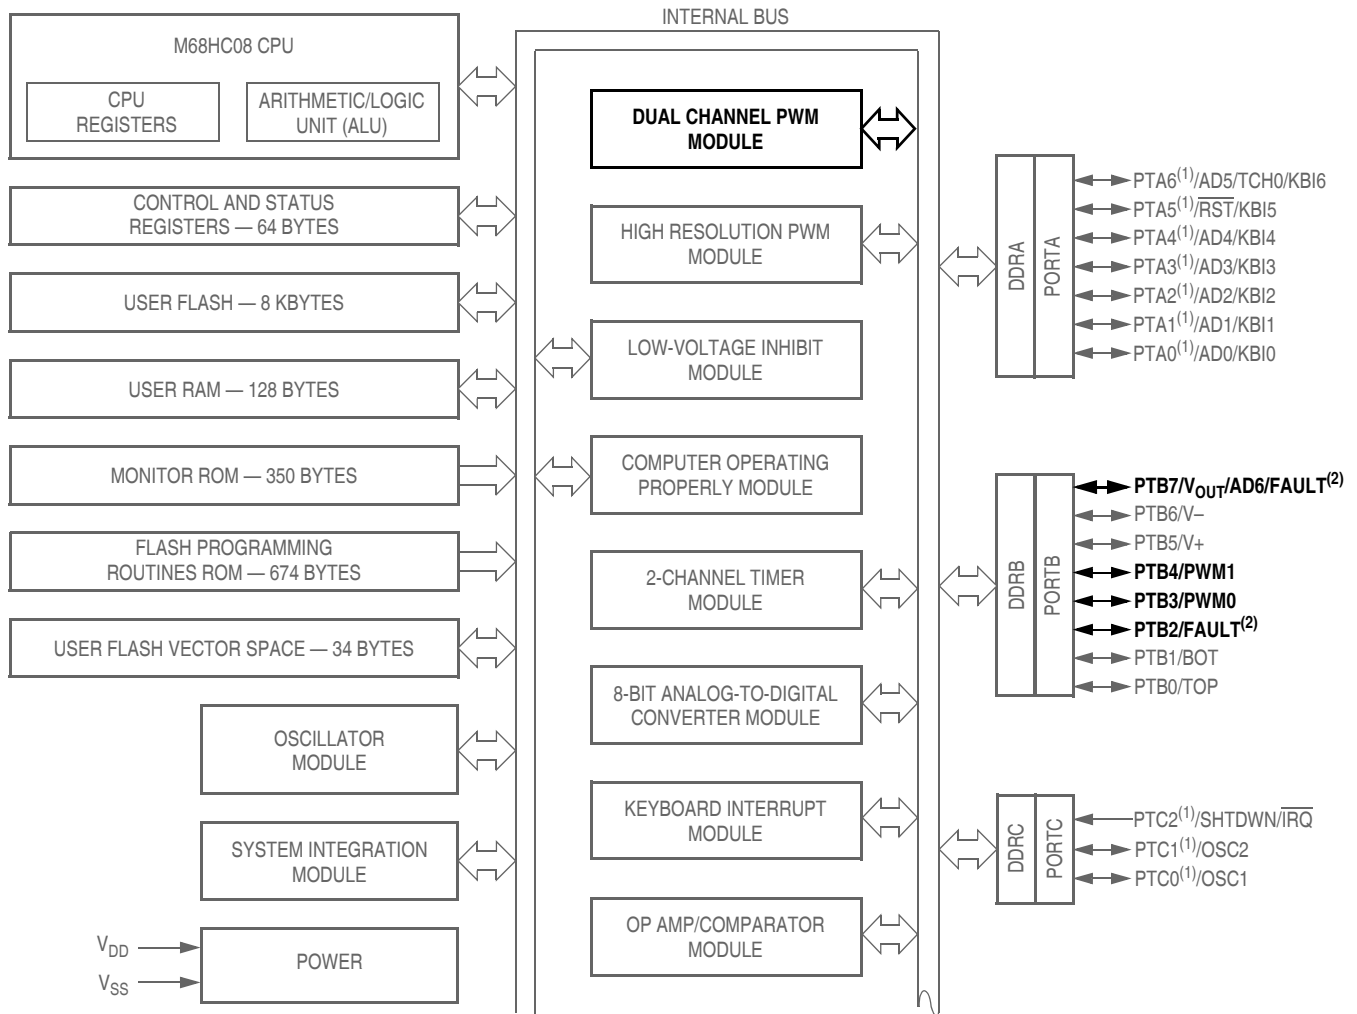 INTERNAL BUS
M68HC08 CPU
CPU
REGISTERS
ARITHMETIC/LOGIC
UNIT (ALU)
CONTROL AND STATUS
REGISTERS — 64 BYTES
USER FLASH — 8 KBYTES
USER RAM — 128 BYTES
MONITOR ROM — 350 BYTES
FLASH PROGRAMMING
ROUTINES ROM — 674 BYTES
USER FLASH VECTOR SPACE — 34 BYTES
OSCILLATOR
MODULE
SYSTEM INTEGRATION
MODULE
VDD
VSS
POWER
DUAL CHANNEL PWM
MODULE
HIGH RESOLUTION PWM
MODULE
LOW-VOLTAGE INHIBIT
MODULE
COMPUTER OPERATING
PROPERLY MODULE
2-CHANNEL TIMER
MODULE
8-BIT ANALOG-TO-DIGITAL
CONVERTER MODULE
KEYBOARD INTERRUPT
MODULE
OP AMP/COMPARATOR
MODULE
DDRA
PORTA
PTA6(1)/AD5/TCH0/KBI6
PTA5(1)/RST/KBI5
PTA4(1)/AD4/KBI4
PTA3(1)/AD3/KBI3
PTA2(1)/AD2/KBI2
PTA1(1)/AD1/KBI1
PTA0(1)/AD0/KBI0
DDRB
PORTB
PTB7/VOUT/AD6/FAULT(2)
PTB6/V–
PTB5/V+
PTB4/PWM1
PTB3/PWM0
PTB2/FAULT(2)
PTB1/BOT
PTB0/TOP
DDRC
PORTC
PTC2(1)/SHTDWN/IRQ
PTC1(1)/OSC2
PTC0(1)/OSC1